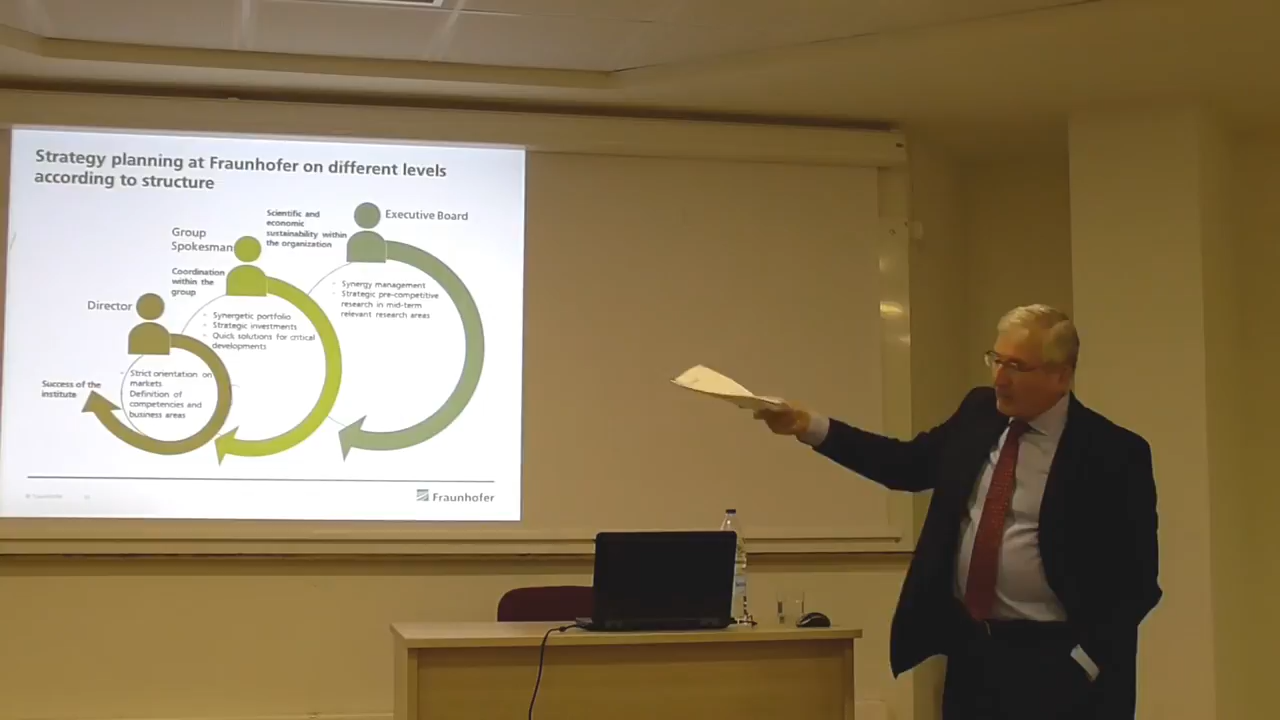 Strategy planning at Fraunhofer on different levels
according to structure
Scientific and
economic
sustainability within
the organization
Executive Board
Group
Spokesman
Coordination
within the
group
Synergy management
Strategic pre-competitive
research in mid-term
relevant research areas
Director
Synergetic portfolio
Strategic investments
Quick solutions for critical
developments
Success of the
institute
Strict orientation on
markets
Definition of
competencies and
business areas
Fraunhofer